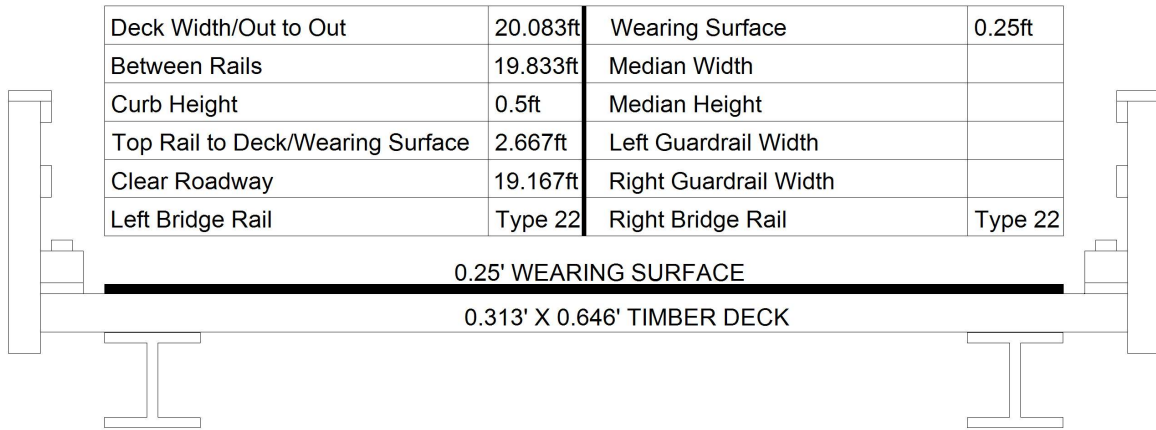 Deck Width/Out to Out 20.083ft Wearing Surface 0.25ft
Between Rails 19.833ft Median Width
Curb Height 0.5ft Median Height
Top Rail to Deck/Wearing Surface 2.667ft Left Guardrail Width
Clear Roadway 19.167ft Right Guardrail Width
Left Bridge Rail Type 22 Right Bridge Rail Type 22
0.25' WEARING SURFACE
0.313' X 0.646' TIMBER DECK